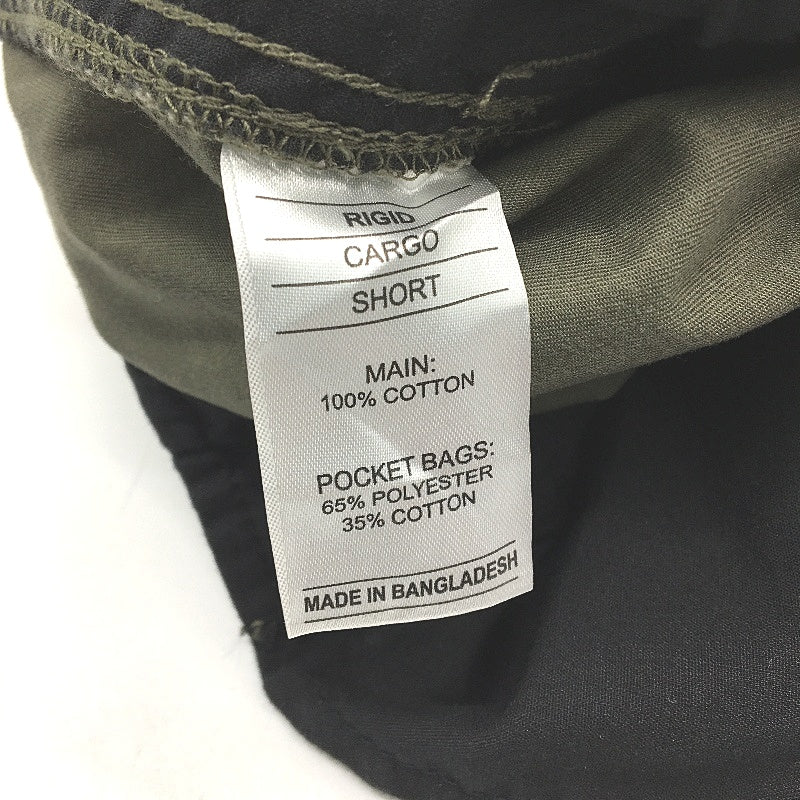 RIGID
CARGO
SHORT
MAIN:
100% COTTON
POCKET BAGS:
65% POLYESTER
35% COTTON
MADE IN BANGLADESH